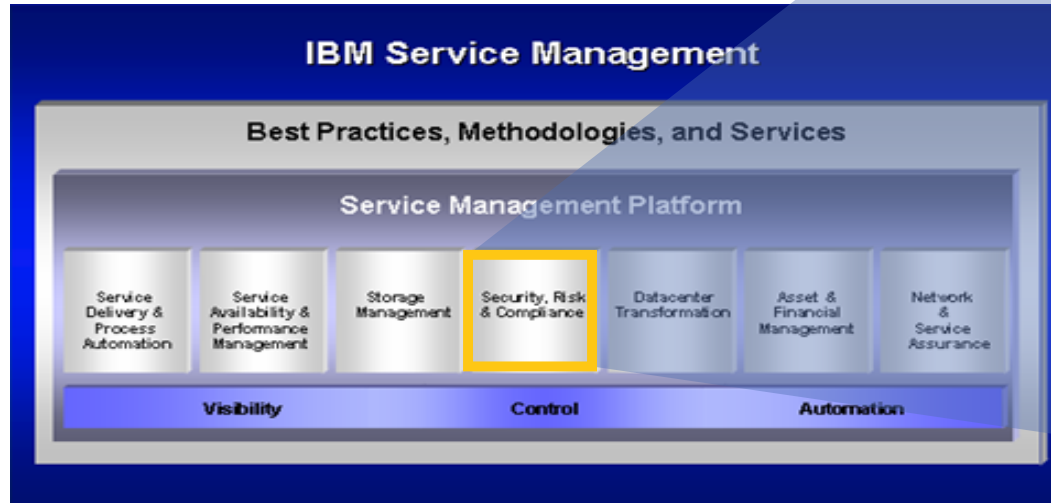 IBM Service Management
Best Practices, Methodologies, and Services
Service Management Platform
Service
Delivery &
Process
Automation
Service
Availability &
Performance
Management
Storage
Management
Security, Risk
& Compliance
Datacenter
Transformation
Asset &
Financial
Management
Network
&
Service
Assurance
Visibility
Control
Automation